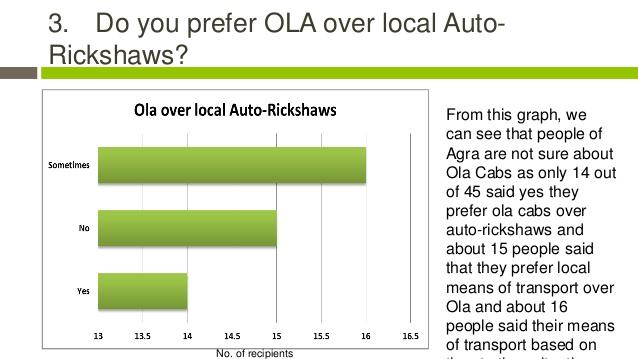 3. Do you prefer OLA over local Auto-
Rickshaws?
Ola over local Auto-Rickshaws
Sometimes
No
Yes
13 13.5 14 14.5 15 15.5 16 16.5
No. of recipients
From this graph, we
can see that people of
Agra are not sure about
Ola Cabs as only 14 out
of 45 said yes they
prefer ola cabs over
auto-rickshaws and
about 15 people said
that they prefer local
means of transport over
Ola and about 16
people said their means
of transport based on